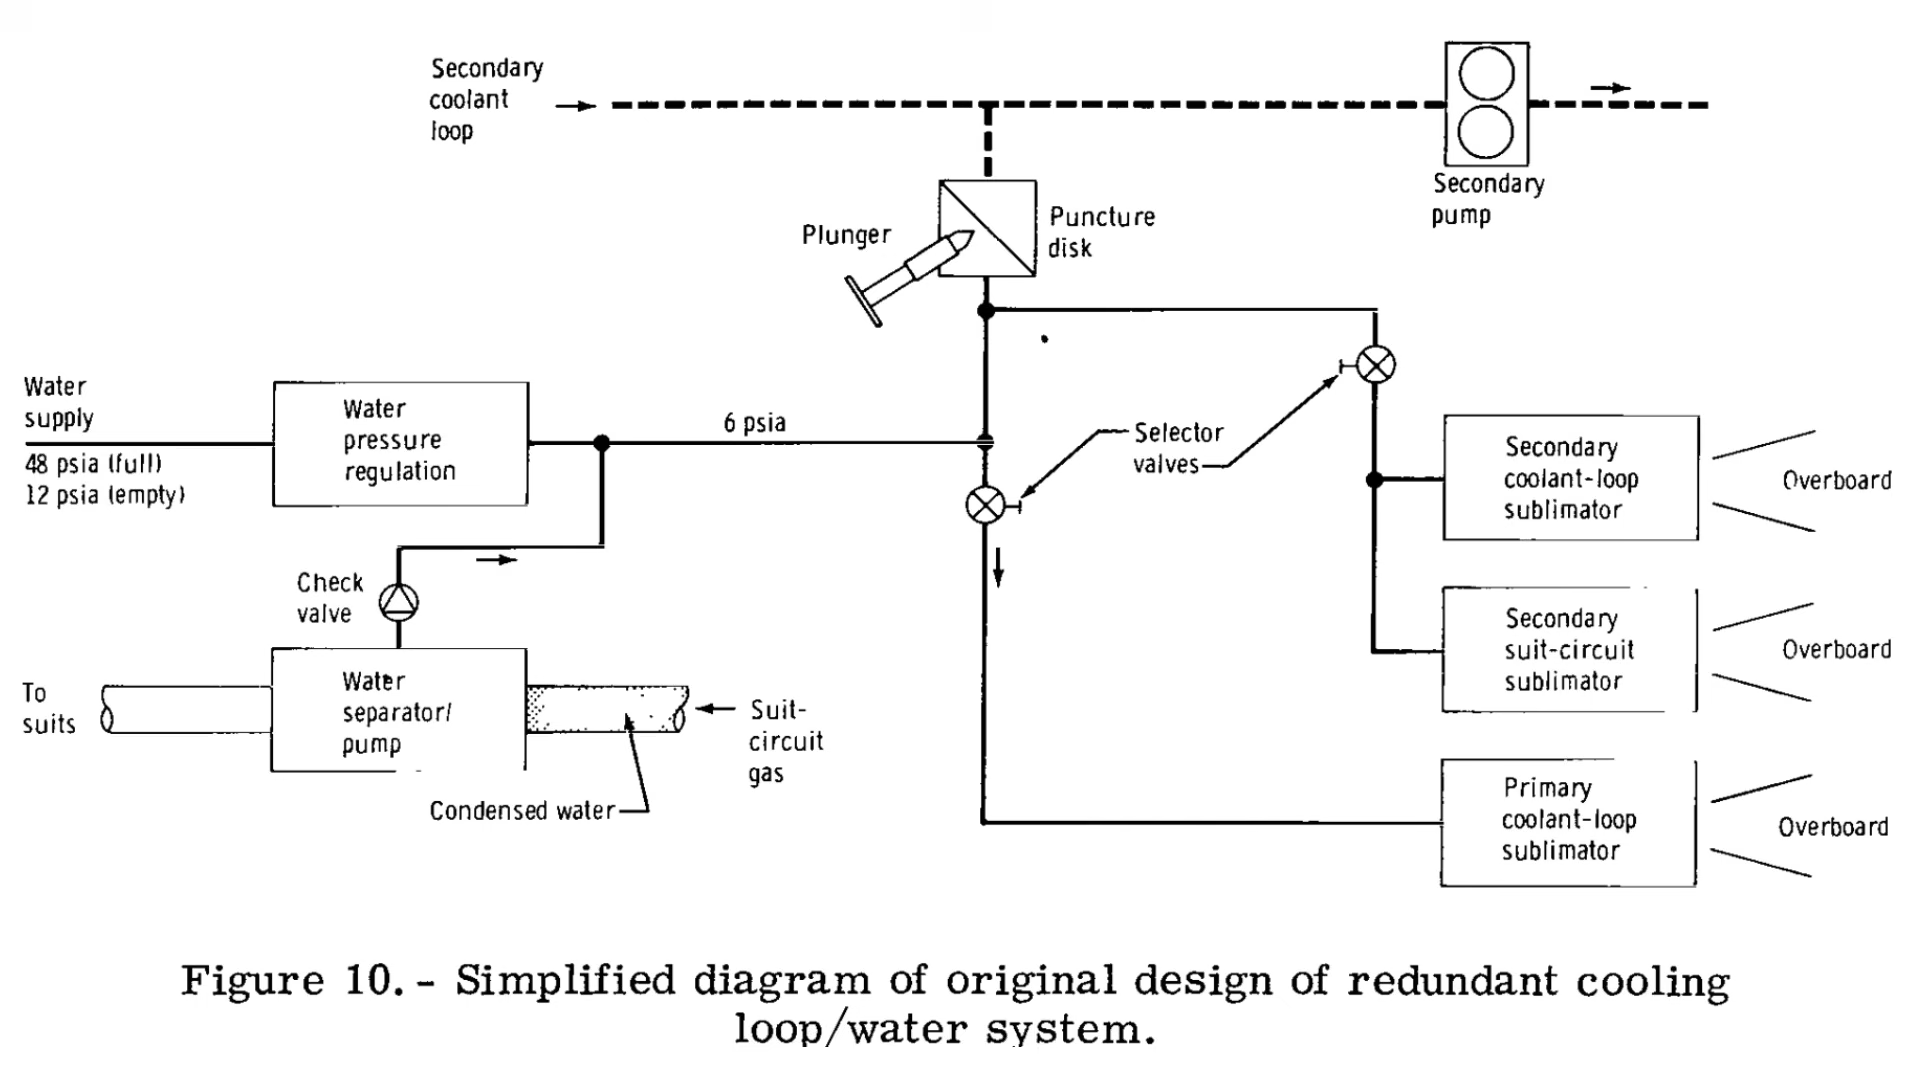 Secondary
coolant
loop
Secondary
pump
Plunger
Puncture
disk
Water
supply
48 psia (full)
12 psia (empty)
Water
pressure
regulation
6 psia
Selector
valves
Secondary
coolant-loop
sublimator
Overboard
Check
valve
Secondary
suit-circuit
sublimator
Overboard
To
suits
Water
separator/
pump
Suit-
circuit
gas
Condensed water
Primary
coolant-loop
sublimator
Overboard
Figure 10. - Simplified diagram of original design of redundant cooling
loop/water system.